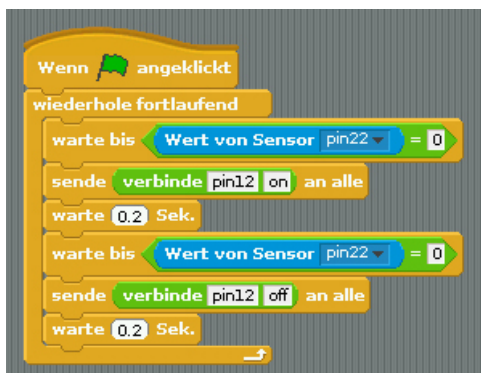 Wenn angeklickt
wiederhole fortlaufend
warte bis Wert von Sensor pin22 = 0
sende verbinde pin12 on an alle
warte 0.2 Sek.
warte bis Wert von Sensor pin22 = 0
sende verbinde pin12 off an alle
warte 0.2 Sek.